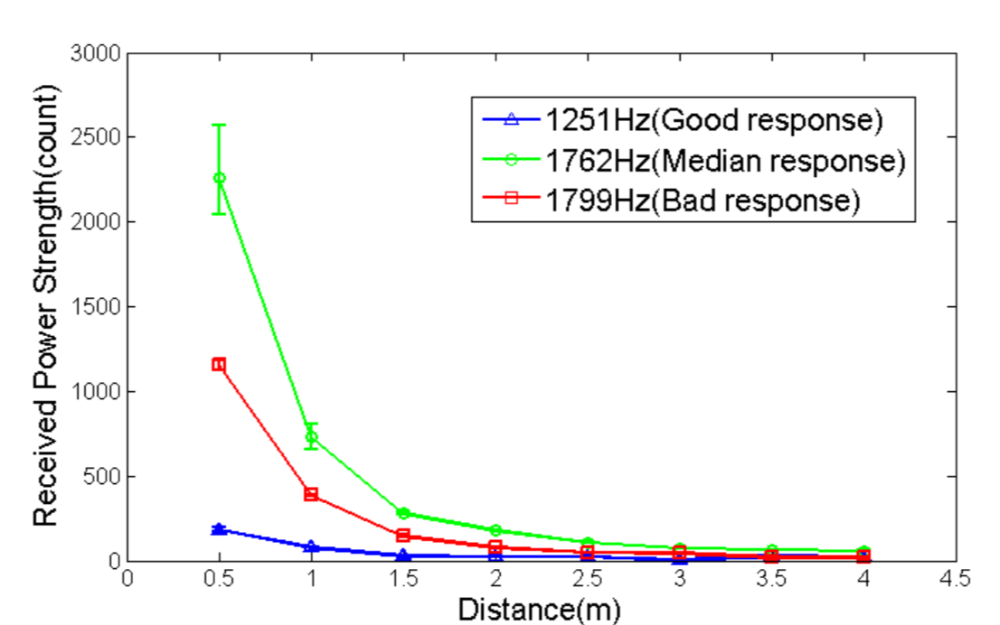 3000
2500
2000
1500
1000
500
0
Received Power Strength(count)
1251Hz(Good response)
1762Hz(Median response)
1799Hz(Bad response)
0 0.5 1 1.5 2 2.5 3 3.5 4 4.5
Distance(m)